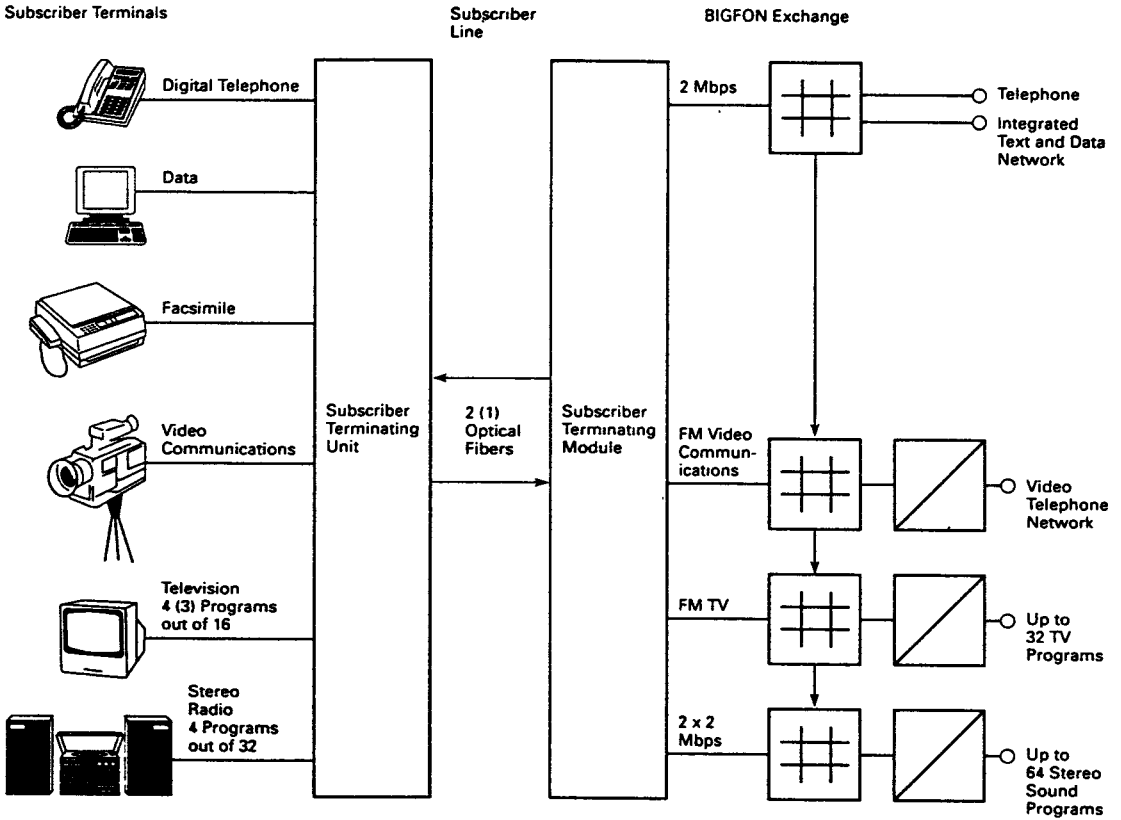 Subscriber Terminals
Subscriber
Line
BIGFON Exchange
Digital Telephone
Data
Facsimile
Video
Communications
Television
4 (3) Programs
out of 16
Stereo
Radio
4 Programs
out of 32
Subscriber
Terminating
Unit
2 (1)
Optical
Fibers
Subscriber
Terminating
Module
2 Mbps
FM Video
Commun-
ications
FM TV
2 x 2
Mbps
Telephone
Integrated
Text and Data
Network
Video
Telephone
Network
Up to
32 TV
Programs
Up to
64 Stereo
Sound
Programs